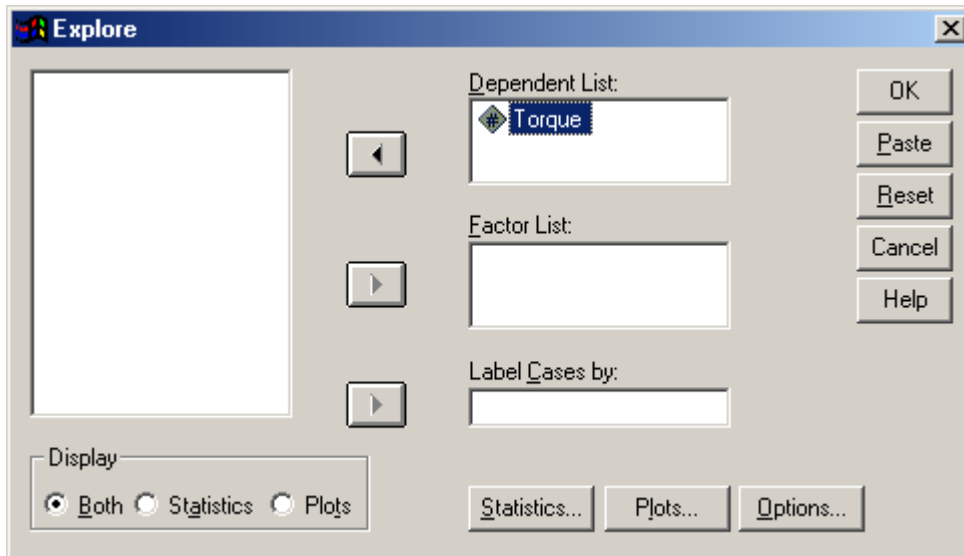 Explore
Dependent List:
# Torque
Factor List:
Label Cases by:
OK
Paste
Reset
Cancel
Help
Display
Both Statistics Plots
Statistics... Plots... Options...